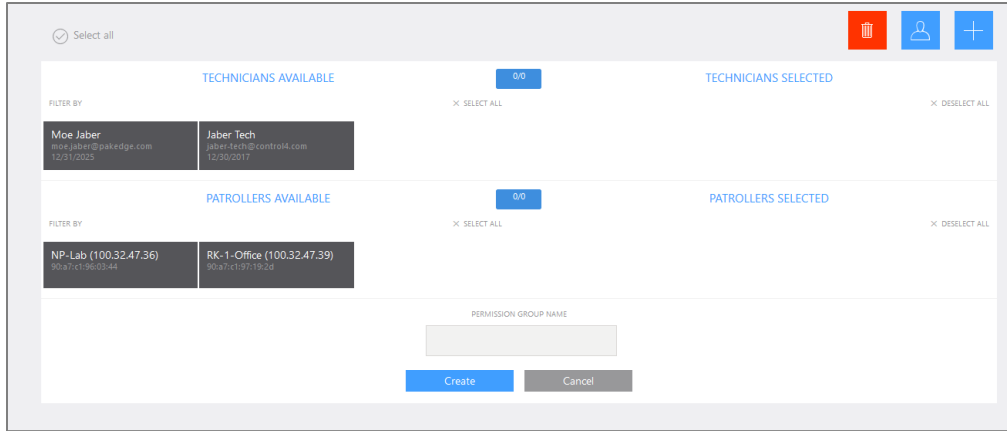 Select all
TECHNICIANS AVAILABLE
0/0
TECHNICIANS SELECTED
FILTER BY
× SELECT ALL
× DESELECT ALL
Moe Jaber
moe.jaber@pakedge.com
12/31/2025
Jaber Tech
jaber-tech@control4.com
12/30/2017
PATROLLERS AVAILABLE
0/0
PATROLLERS SELECTED
FILTER BY
× SELECT ALL
× DESELECT ALL
NP-Lab (100.32.47.36)
90:a7:c1:96:03:44
RK-1-Office (100.32.47.39)
90:a7:c1:97:19:2d
PERMISSION GROUP NAME
Create
Cancel